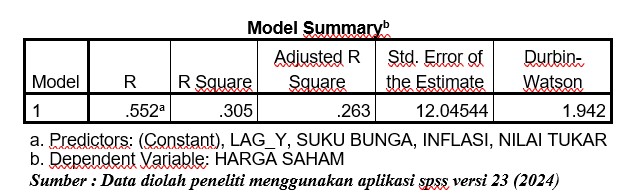 Model Summaryb
Model R R Square Adjusted R Square Std. Error of the Estimate Durbin-Watson
1 .552a .305 .263 12.04544 1.942
a. Predictors: (Constant), LAG_Y, SUKU BUNGA, INFLASI, NILAI TUKAR
b. Dependent Variable: HARGA SAHAM
Sumber : Data diolah peneliti menggunakan aplikasi spss versi 23 (2024)